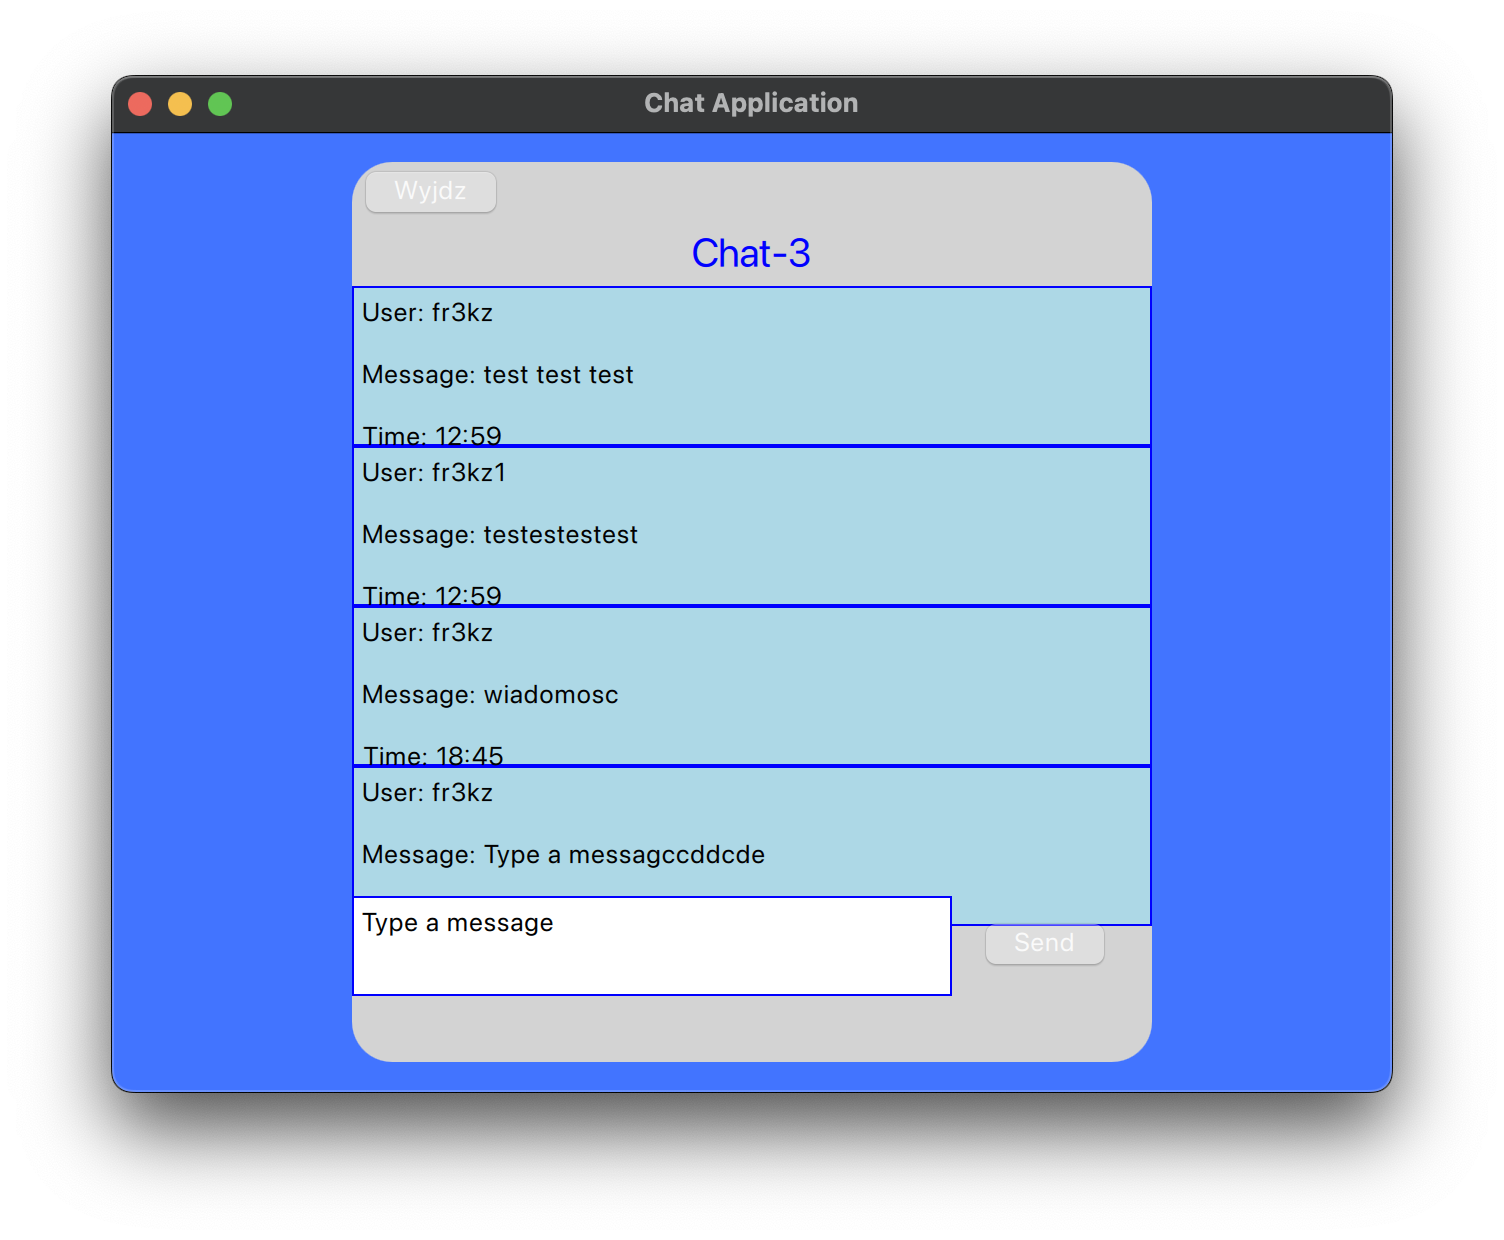 Chat Application
Wyjdz
Chat-3
User: fr3kz
Message: test test test
Time: 12:59
User: fr3kz1
Message: testestestest
Time: 12:59
User: fr3kz
Message: wiadomosc
Time: 18:45
User: fr3kz
Message: Type a messagccddcde
Type a message
Send